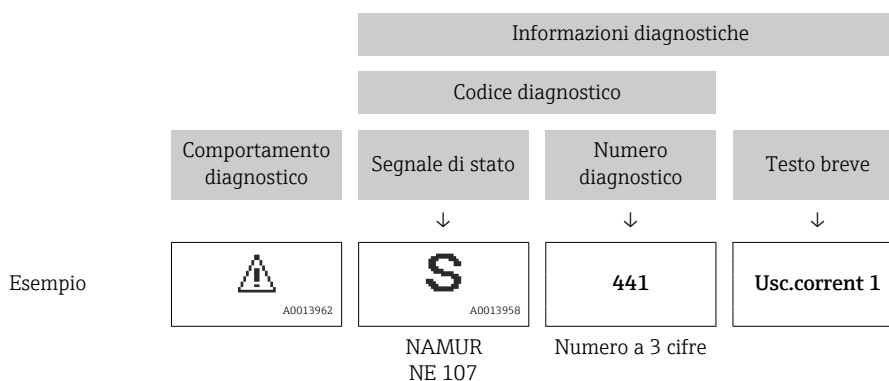 Informazioni diagnostiche
Codice diagnostico
Comportamento
diagnostico
Segnale di stato
Numero
diagnostico
Testo breve
↓ ↓ ↓
Esempio
A0013962
S
A0013958
441
Usc.corrent 1
NAMUR
NE 107
Numero a 3 cifre